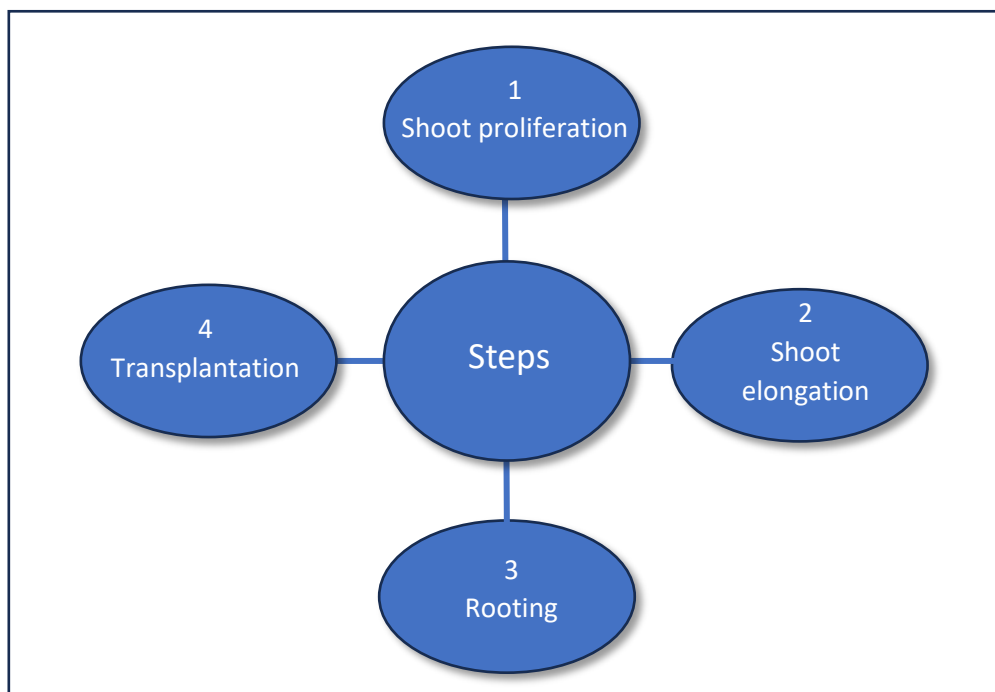 1
Shoot proliferation
4
Transplantation
Steps
2
Shoot
elongation
3
Rooting